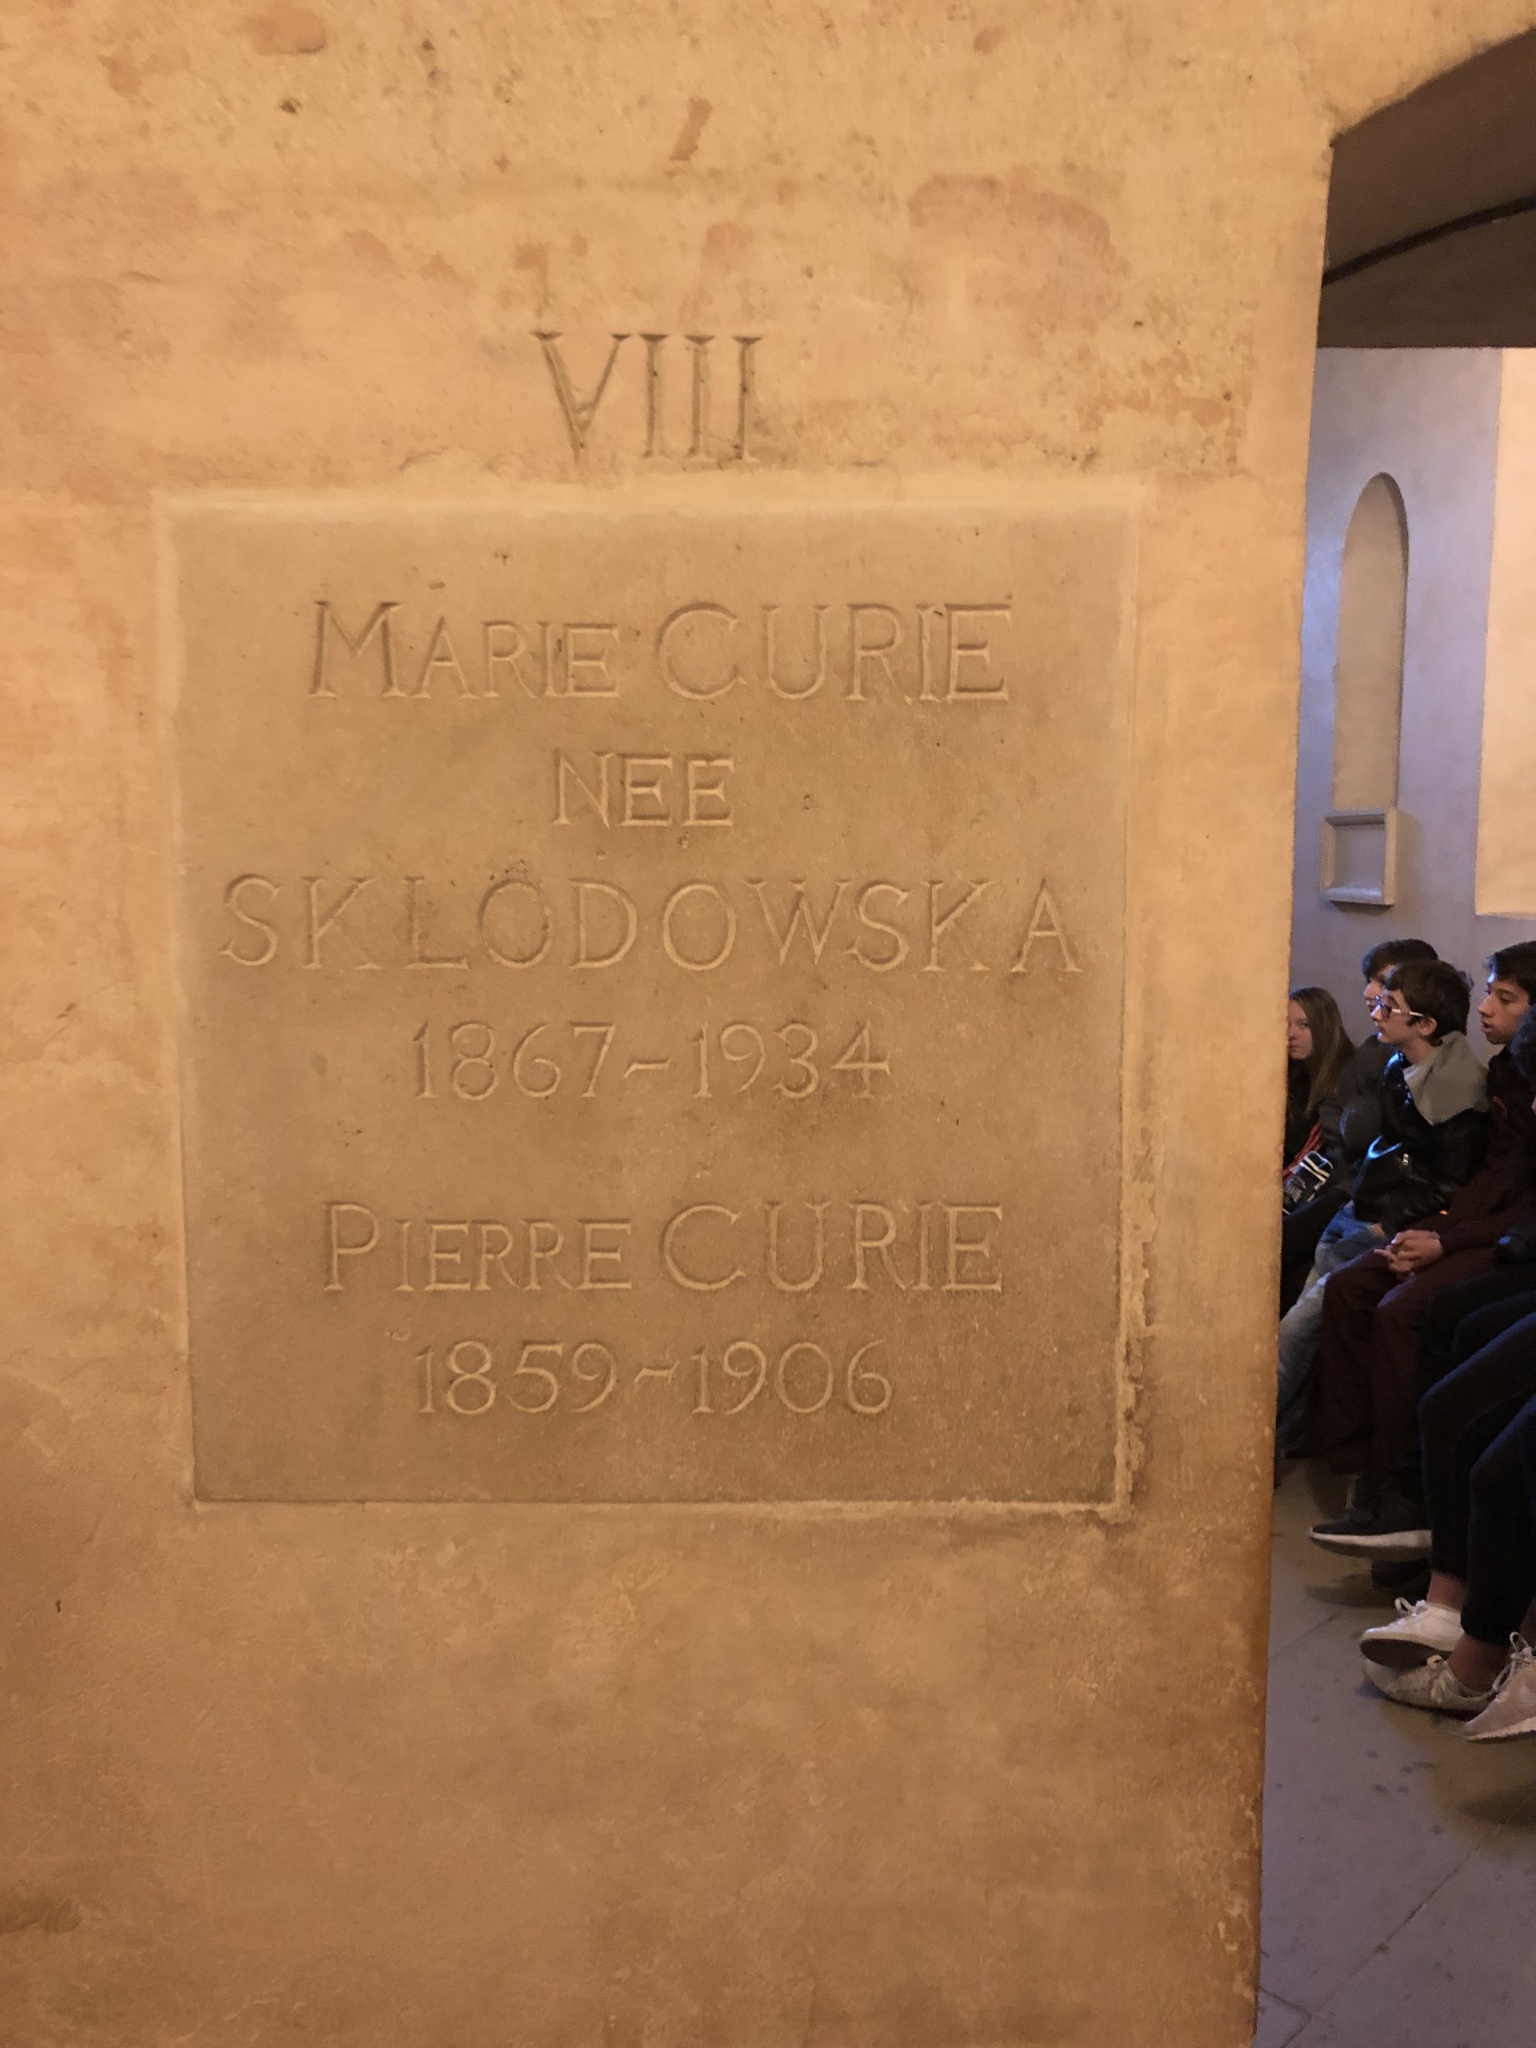 VIII
MARIE CURIE
NEE
SKLODOWSKA
1867-1934
PIERRE CURIE
1859-1906